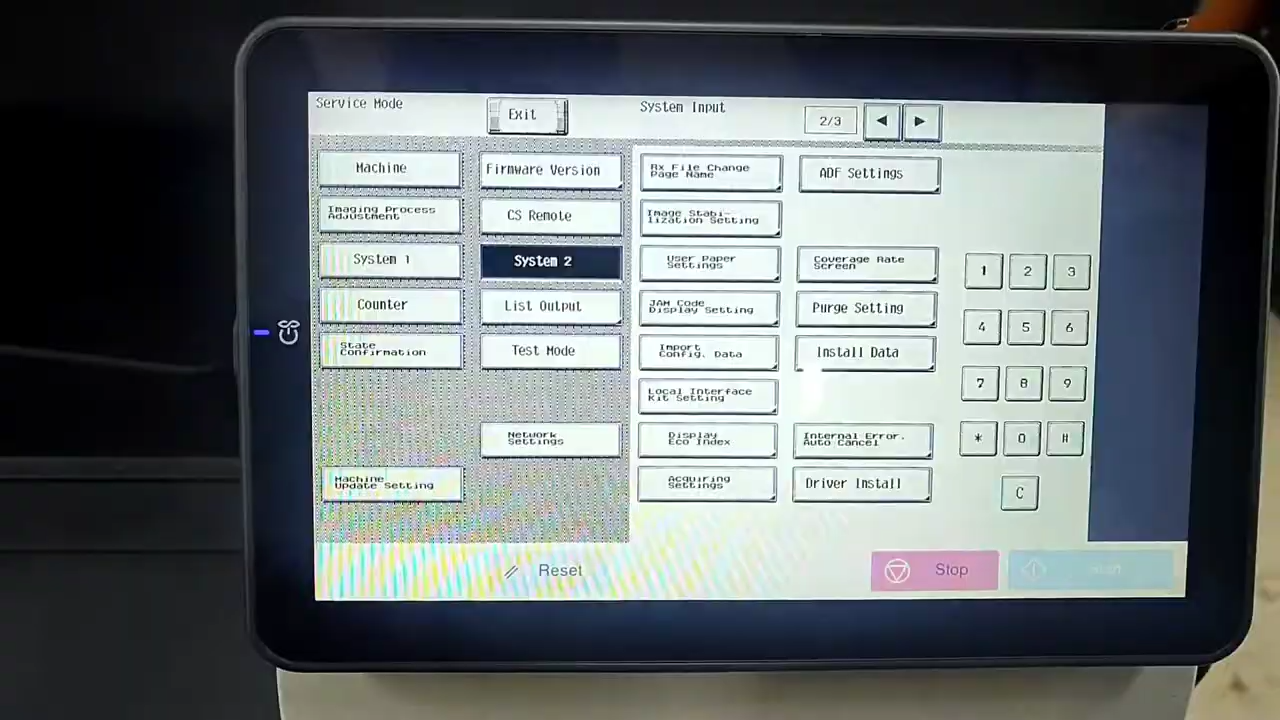 Service Mode
Exit
System Input
2/3
Machine
Firmware Version
Imaging Process
Adjustment
CS Remote
System 1
System 2
Counter
List Output
State
Confirmation
Test Mode
Network
Settings
Machine
Update Setting
Rx File Change
Page Name
ADF Settings
Image Stabi-
lization Setting
User Paper
Settings
Coverage Rate
Screen
JAM Code
Display Setting
Purge Setting
Import
Config. Data
Install Data
Local Interface
Kit Setting
Display
Eco Index
Internal Error.
Auto Cancel
Acquiring
Settings
Driver Install
1 2 3
4 5 6
7 8 9
* 0 #
C
Reset
Stop